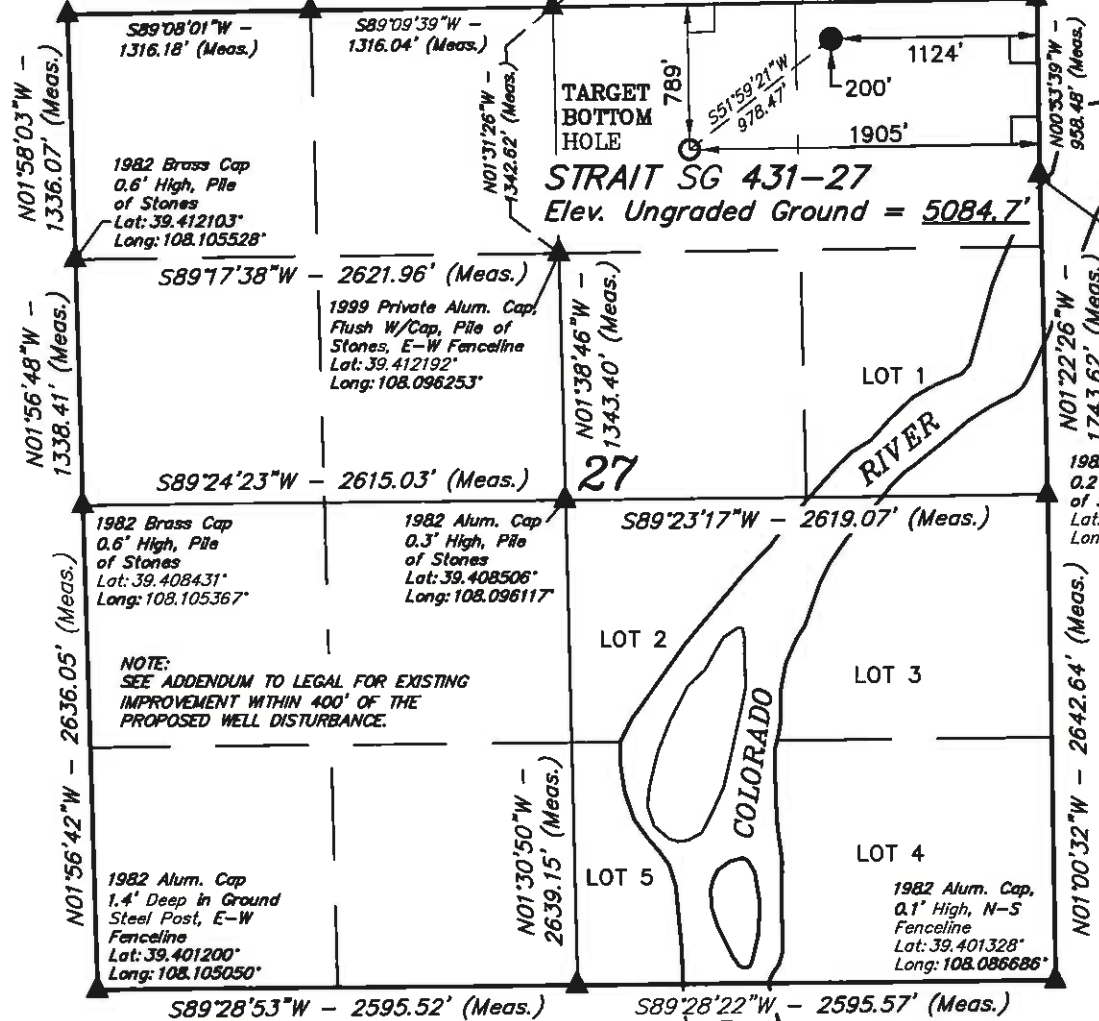 S89°08'01"W –
1316.18' (Meas.)
S89°09'39"W –
1316.04' (Meas.)
N01°58'03"W –
1336.07' (Meas.)
N01°31'26"W –
1342.62' (Meas.)
TARGET
BOTTOM
HOLE
789'
S51°59'21"W
978.47'
200'
1124'
1905'
N00°53'39"W –
958.48' (Meas.)
STRAIT SG 431-27
Elev. Ungraded Ground = 5084.7'
1982 Brass Cap
0.6' High, Pile
of Stones
Lat: 39.412103°
Long: 108.105528°
S89°17'38"W – 2621.96' (Meas.)
1999 Private Alum. Cap,
Flush W/Cap, Pile of
Stones, E-W Fenceline
Lat: 39.412192°
Long: 108.096253°
N01°56'48"W –
1338.41' (Meas.)
N01°38'46"W –
1343.40' (Meas.)
LOT 1
RIVER
N01°22'26"W –
1743.62' (Meas.)
S89°24'23"W – 2615.03' (Meas.)
27
S89°23'17"W – 2619.07' (Meas.)
198
0.2
of S
Lat:
Lon
1982 Brass Cap
0.6' High, Pile
of Stones
Lat: 39.408431°
Long: 108.105367°
1982 Alum. Cap
0.3' High, Pile
of Stones
Lat: 39.408506°
Long: 108.096117°
N01°56'42"W – 2636.05' (Meas.)
NOTE:
SEE ADDENDUM TO LEGAL FOR EXISTING
IMPROVEMENT WITHIN 400' OF THE
PROPOSED WELL DISTURBANCE.
LOT 2
LOT 3
COLORADO
N01°30'50"W –
2639.15' (Meas.)
LOT 5
LOT 4
N01°00'32"W – 2642.64' (Meas.)
1982 Alum. Cap
1.4' Deep in Ground
Steel Post, E-W
Fenceline
Lat: 39.401200°
Long: 108.105050°
1982 Alum. Cap,
0.1' High, N-S
Fenceline
Lat: 39.401328°
Long: 108.086686°
S89°28'53"W – 2595.52' (Meas.)
S89°28'22"W – 2595.57' (Meas.)